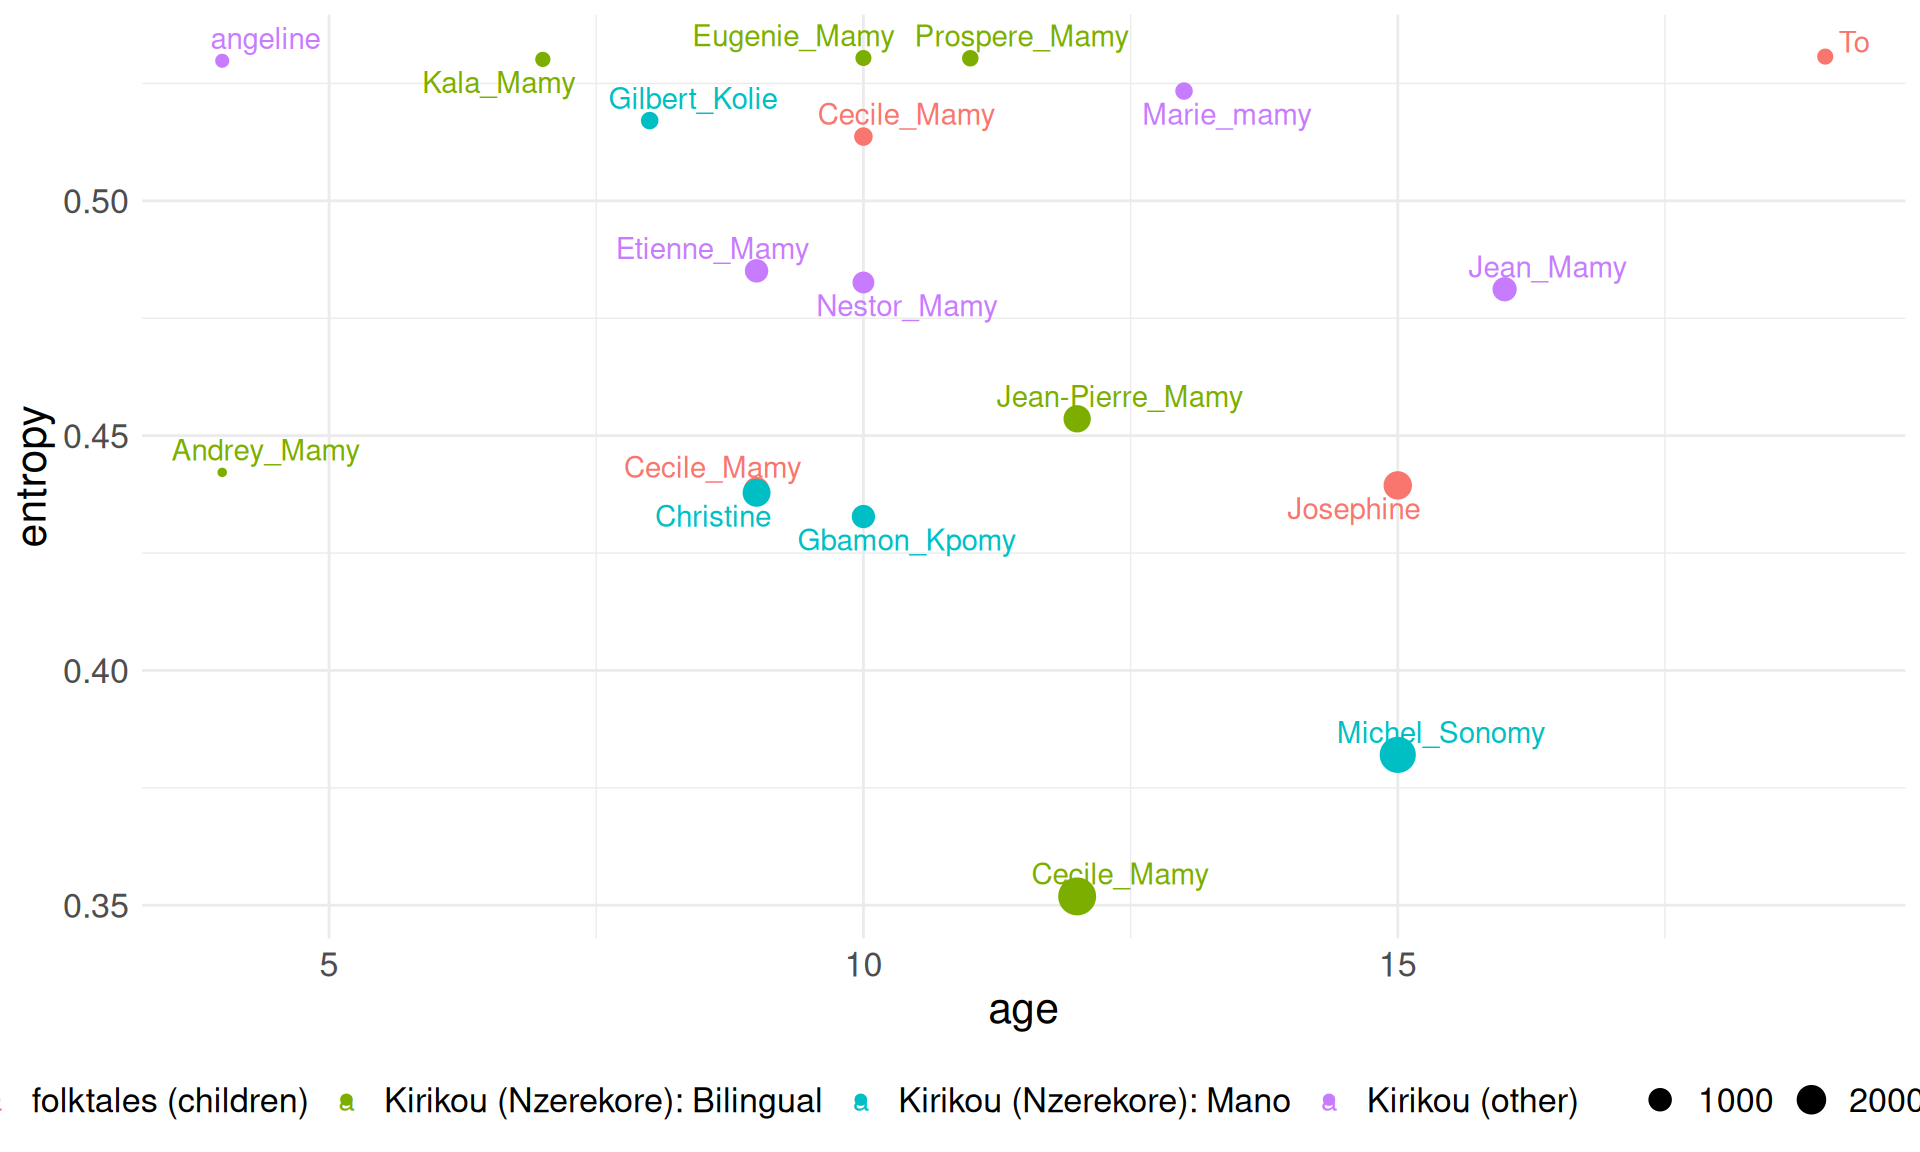 angeline
Eugenie_Mamy
Prospere_Mamy
To
Kala_Mamy
Gilbert_Kolie
Cecile_Mamy
Marie_mamy
0.50
Etienne_Mamy
Jean_Mamy
Nestor_Mamy
Jean-Pierre_Mamy
0.45
Andrey_Mamy
Cecile_Mamy
Josephine
Christine
Gbamon_Kpomy
entropy
0.40
Michel_Sonomy
Cecile_Mamy
0.35
5 10 15
age
folktales (children) a Kirikou (Nzerekore): Bilingual a Kirikou (Nzerekore): Mano a Kirikou (other) 1000 2000